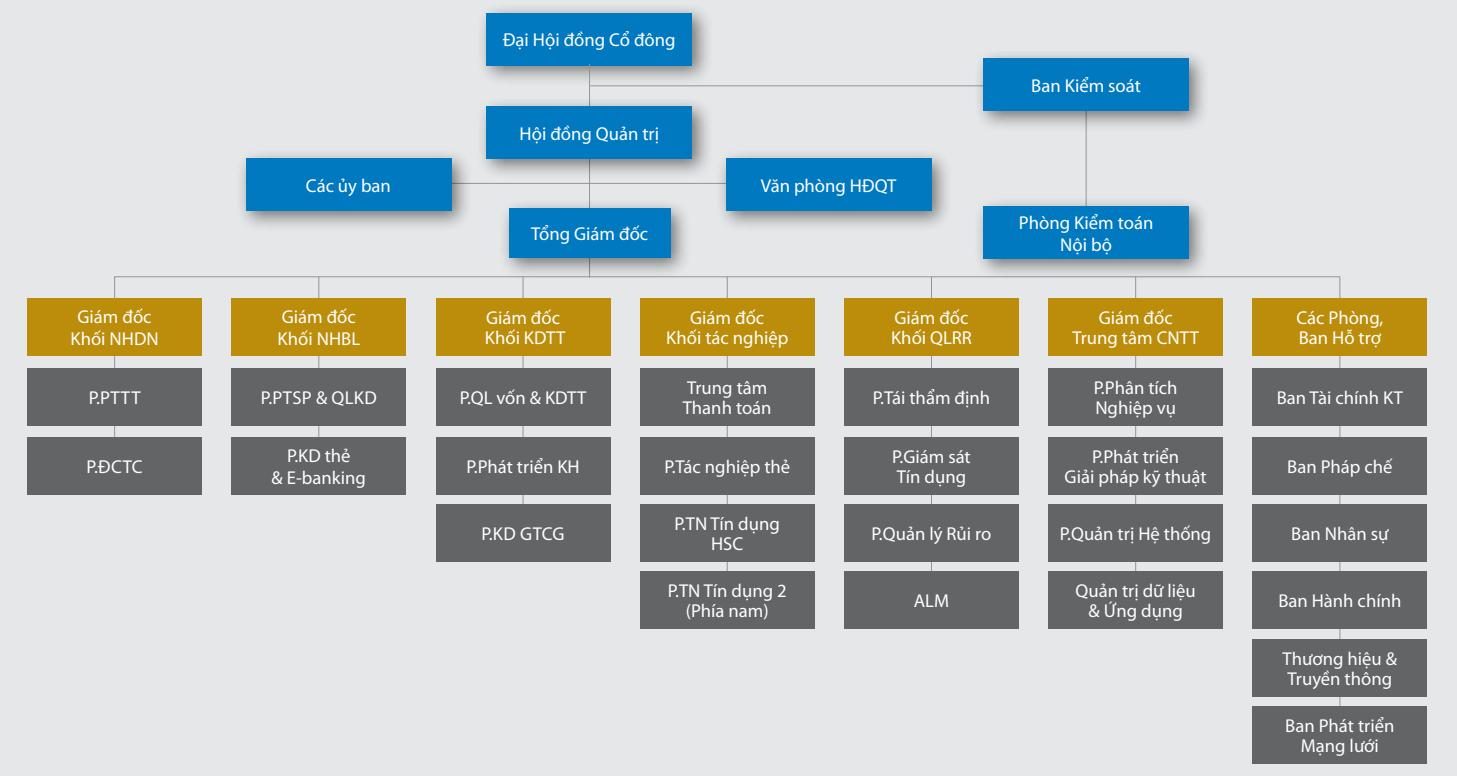 Đại Hội đồng Cổ đông
Ban Kiểm soát
Hội đồng Quản trị
Các ủy ban
Văn phòng HĐQT
Tổng Giám đốc
Phòng Kiểm toán
Nội bộ
Giám đốc
Khối NHDN
P.PTTT
P.ĐCTC
Giám đốc
Khối NHBL
P.PTSP & QLKD
P.KD thẻ
& E-banking
Giám đốc
Khối KDTT
P.QL vốn & KDTT
P.Phát triển KH
P.KD GTCG
Giám đốc
Khối tác nghiệp
Trung tâm
Thanh toán
P.Tác nghiệp thẻ
P.TN Tín dụng
HSC
P.TN Tín dụng 2
(Phía nam)
Giám đốc
Khối QLRR
P.Tái thẩm định
P.Giám sát
Tín dụng
P.Quản lý Rủi ro
ALM
Giám đốc
Trung tâm CNTT
P.Phân tích
Nghiệp vụ
P.Phát triển
Giải pháp kỹ thuật
P.Quản trị Hệ thống
Quản trị dữ liệu
& Ứng dụng
Các Phòng,
Ban Hỗ trợ
Ban Tài chính KT
Ban Pháp chế
Ban Nhân sự
Ban Hành chính
Thương hiệu &
Truyền thông
Ban Phát triển
Mạng lưới